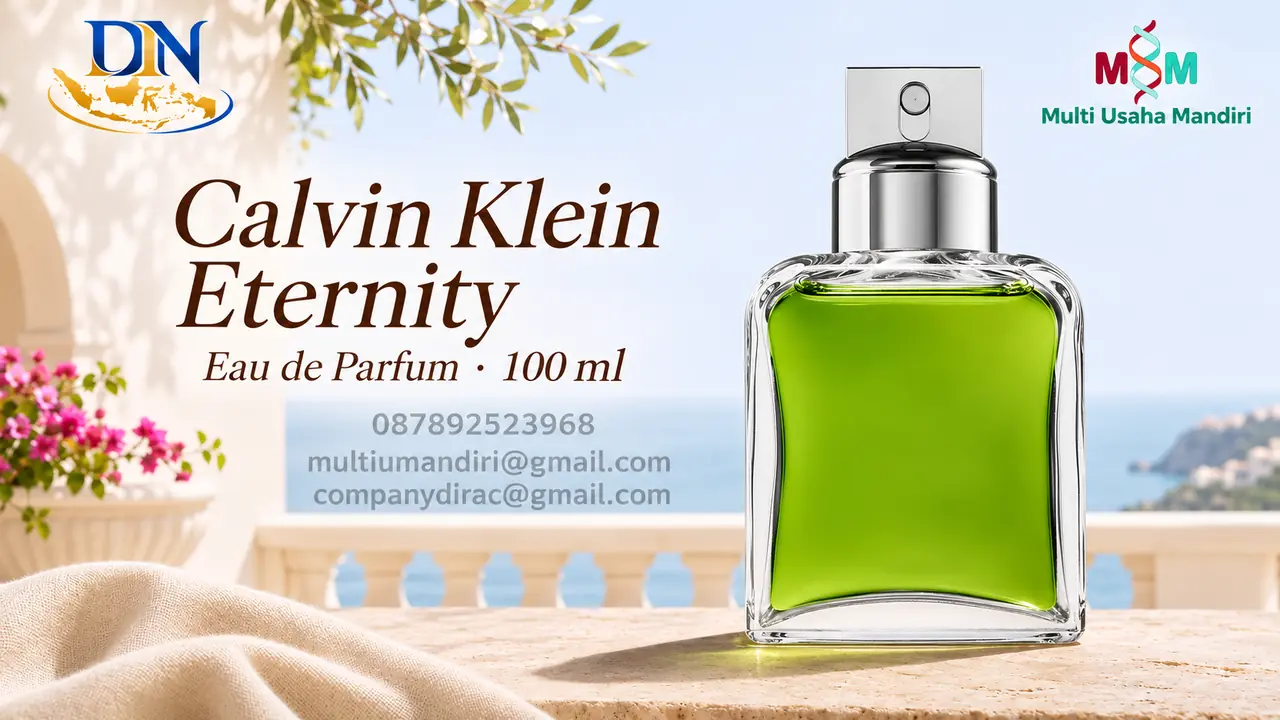 DIN
MSM
Multi Usaha Mandiri
Calvin Klein
Eternity
Eau de Parfum · 100 ml
087892523968
multiumandiri@gmail.com
companydirac@gmail.com